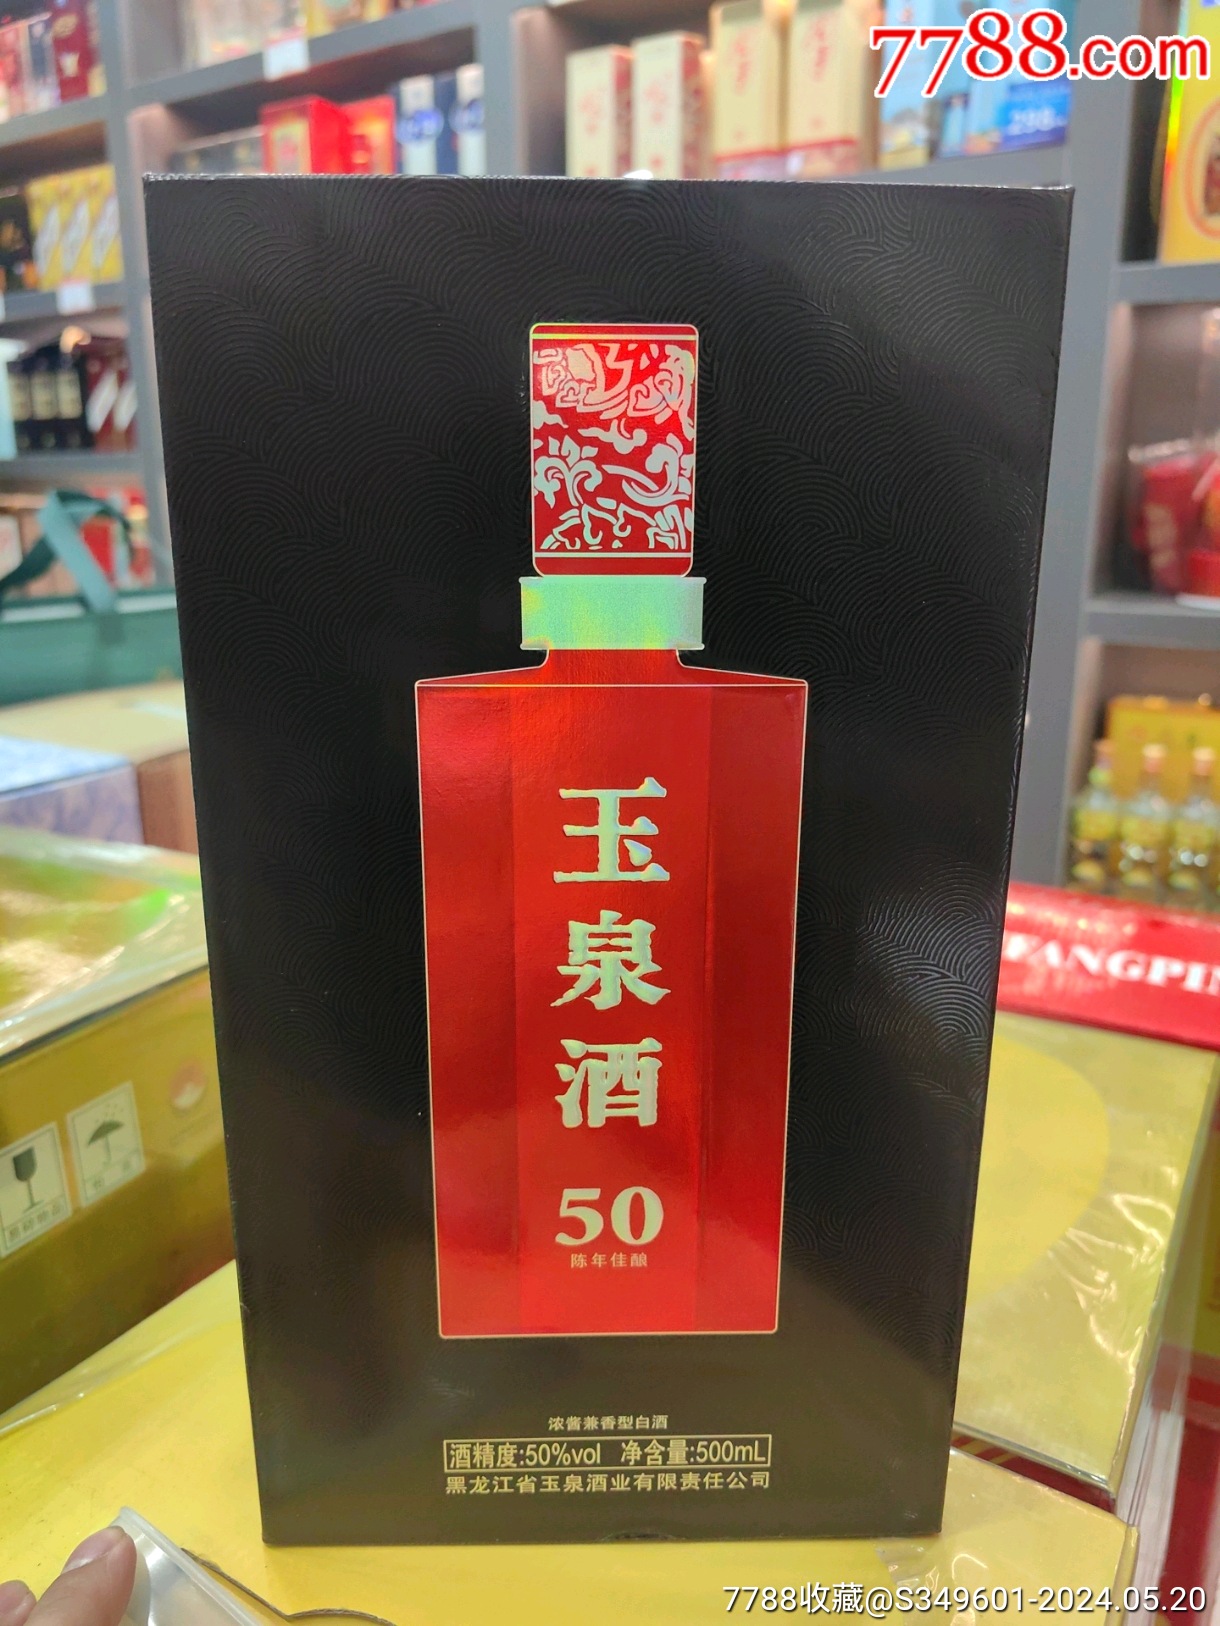 7788.com
298
玉
泉
酒
50
陈年佳酿
浓酱兼香型白酒
酒精度:50%vol 净含量:500mL
黑龙江省玉泉酒业有限责任公司
FANGPIN
7788收藏@S349601-2024.05.20